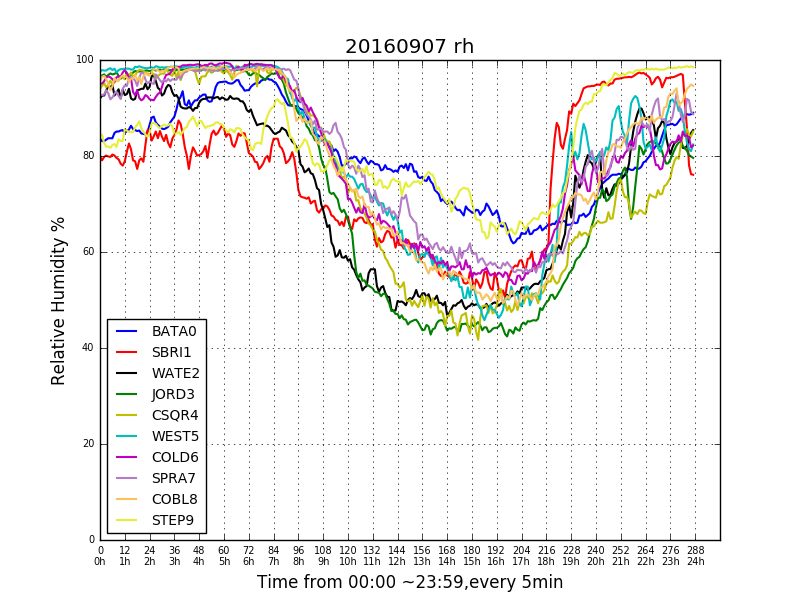 20160907 rh
Relative Humidity %
100
80
60
40
20
0
BATA0
SBRI1
WATE2
JORD3
CSQR4
WEST5
COLD6
SPRA7
COBL8
STEP9
0 12 24 36 48 60 72 84 96 108 120 132 144 156 168 180 192 204 216 228 240 252 264 276 288
0h 1h 2h 3h 4h 5h 6h 7h 8h 9h 10h 11h 12h 13h 14h 15h 16h 17h 18h 19h 20h 21h 22h 23h 24h
Time from 00:00 ~23:59,every 5min